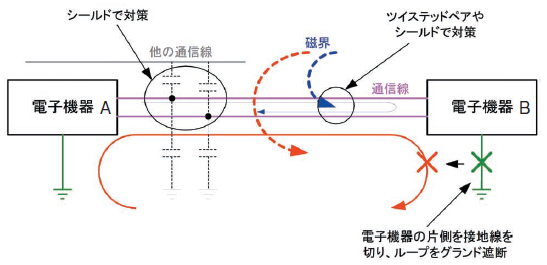 シールドで対策
ツイステッドペアや
シールドで対策
他の通信線
磁界
通信線
電子機器 A
電子機器 B
電子機器の片側を接地線を
切り、ループをグランド遮断